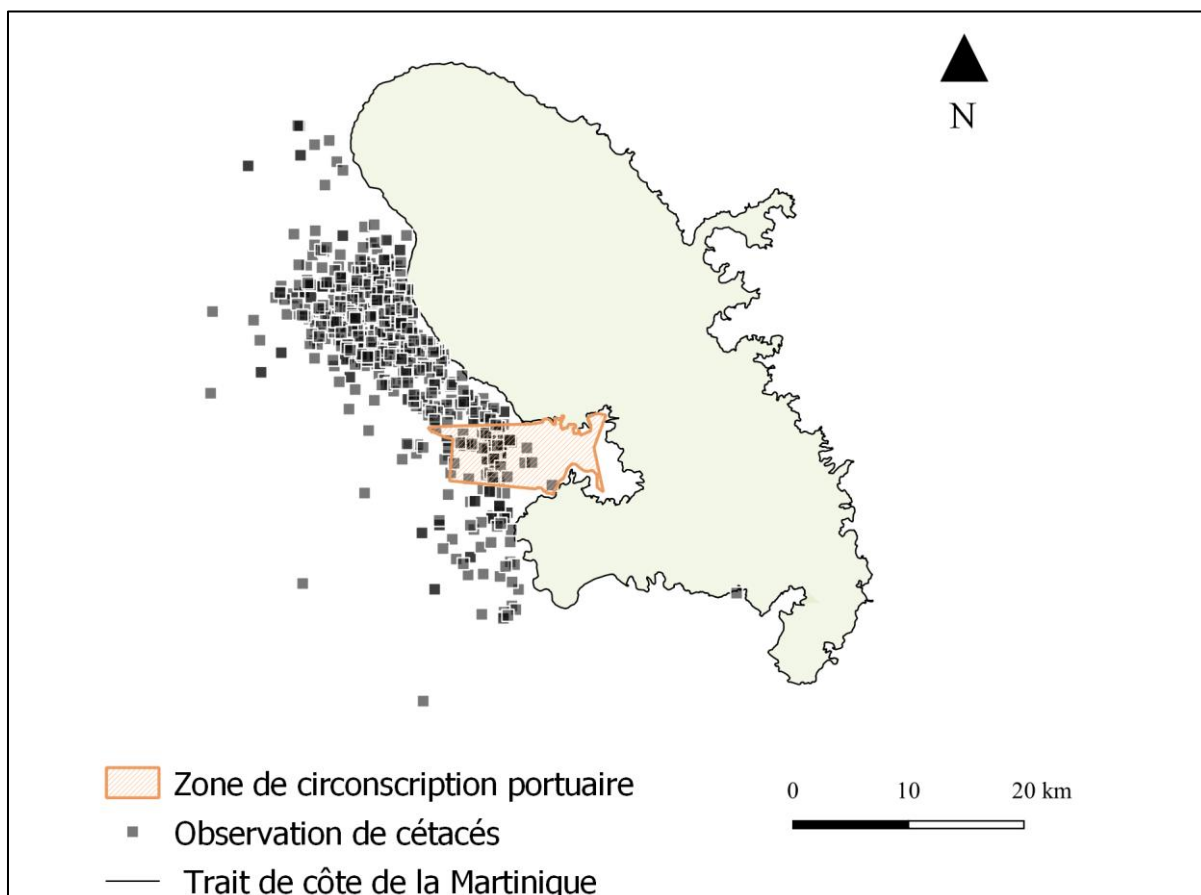 N
Zone de circonscription portuaire
Observation de cétacés
Trait de côte de la Martinique
0 10 20 km